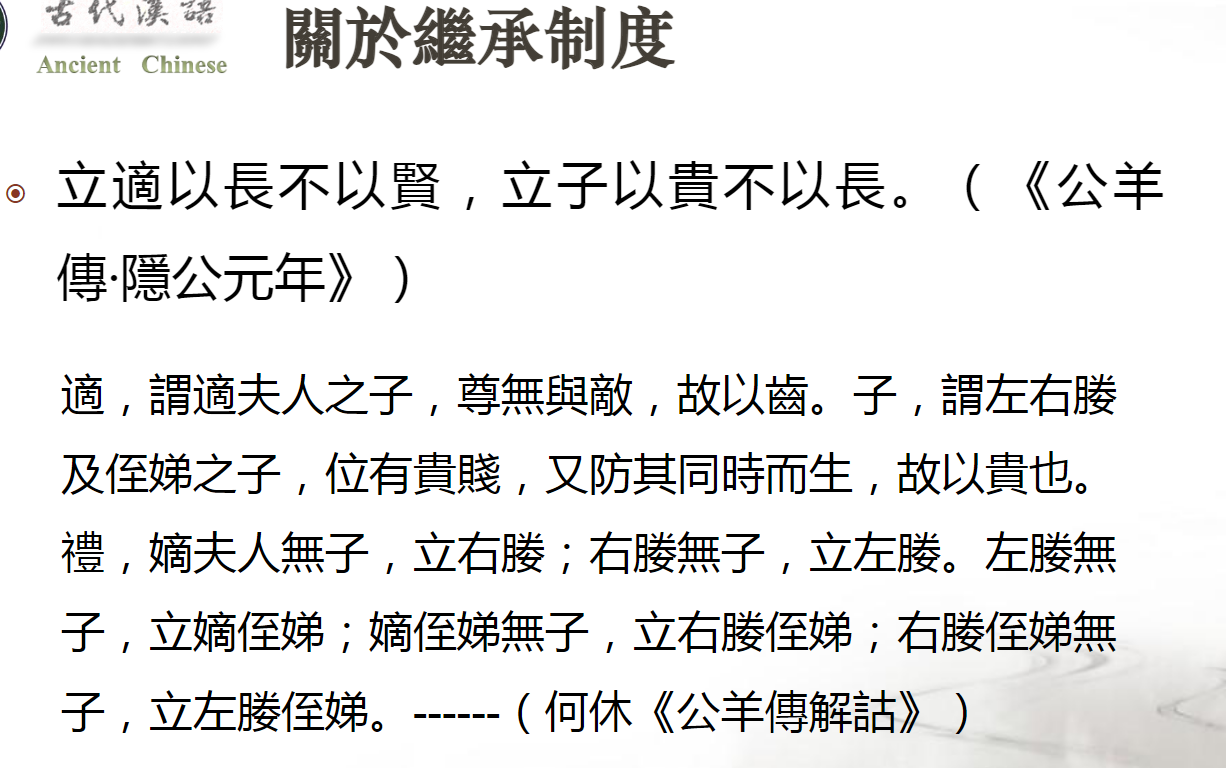 古代漢語
Ancient Chinese
關於繼承制度
立適以長不以賢，立子以貴不以長。（《公羊
傳·隱公元年》）
適，謂適夫人之子，尊無與敵，故以齒。子，謂左右媵
及侄娣之子，位有貴賤，又防其同時而生，故以貴也。
禮，嫡夫人無子，立右媵；右媵無子，立左媵。左媵無
子，立嫡侄娣；嫡侄娣無子，立右媵侄娣；右媵侄娣無
子，立左媵侄娣。------（何休《公羊傳解詁》）